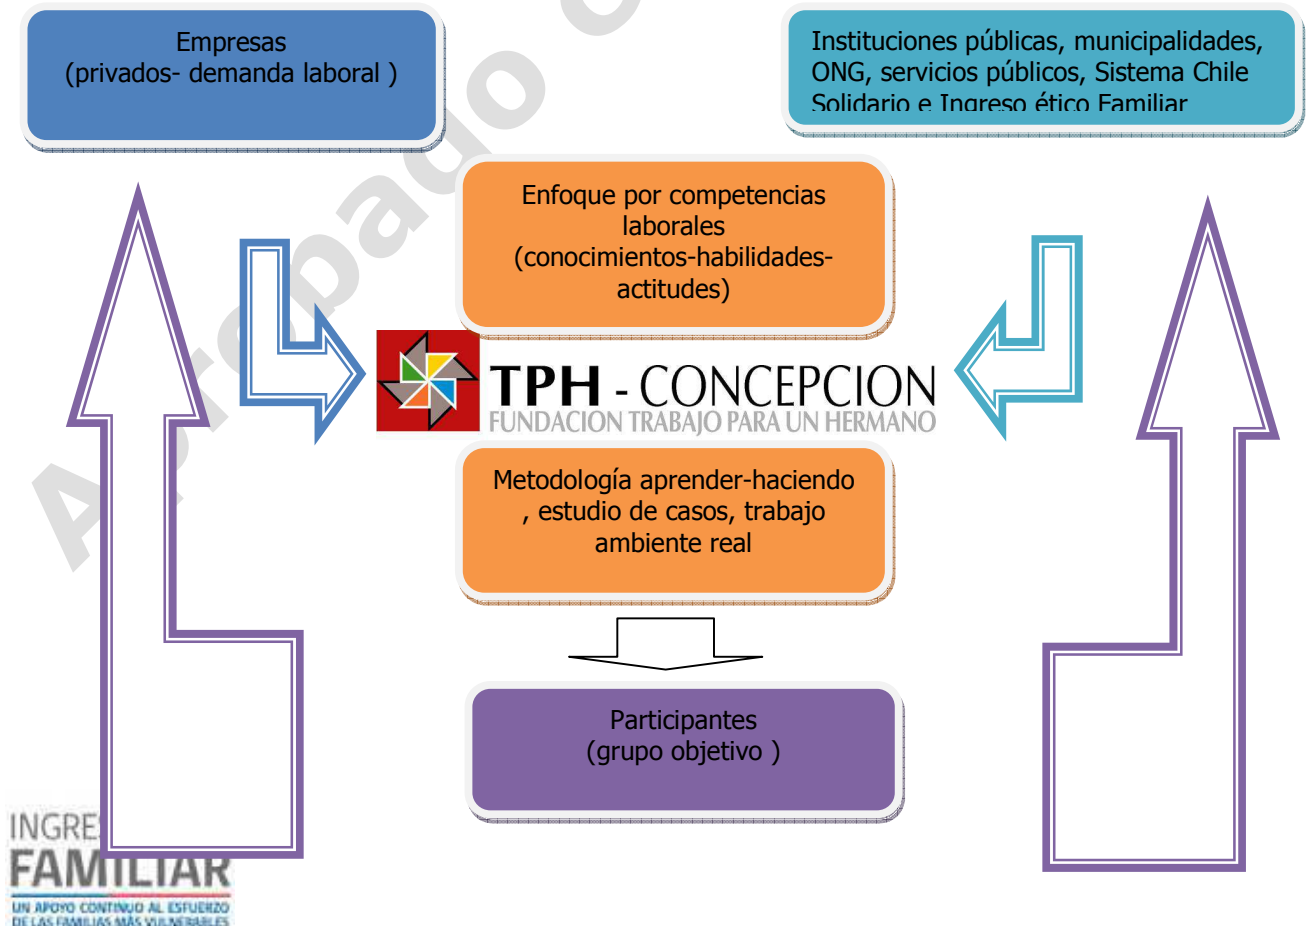 Empresas
(privados- demanda laboral )
Instituciones públicas, municipalidades,
ONG, servicios públicos, Sistema Chile
Solidario e Ingreso ético Familiar
Enfoque por competencias
laborales
(conocimientos-habilidades-
actitudes)
TPH - CONCEPCION
FUNDACION TRABAJO PARA UN HERMANO
Metodología aprender-haciendo
, estudio de casos, trabajo
ambiente real
Participantes
(grupo objetivo )
INGRE
FAMILIAR
UN APOYO CONTINUO AL ESFUERZO
DE LAS FAMILIAS MÁS VULNERABLES